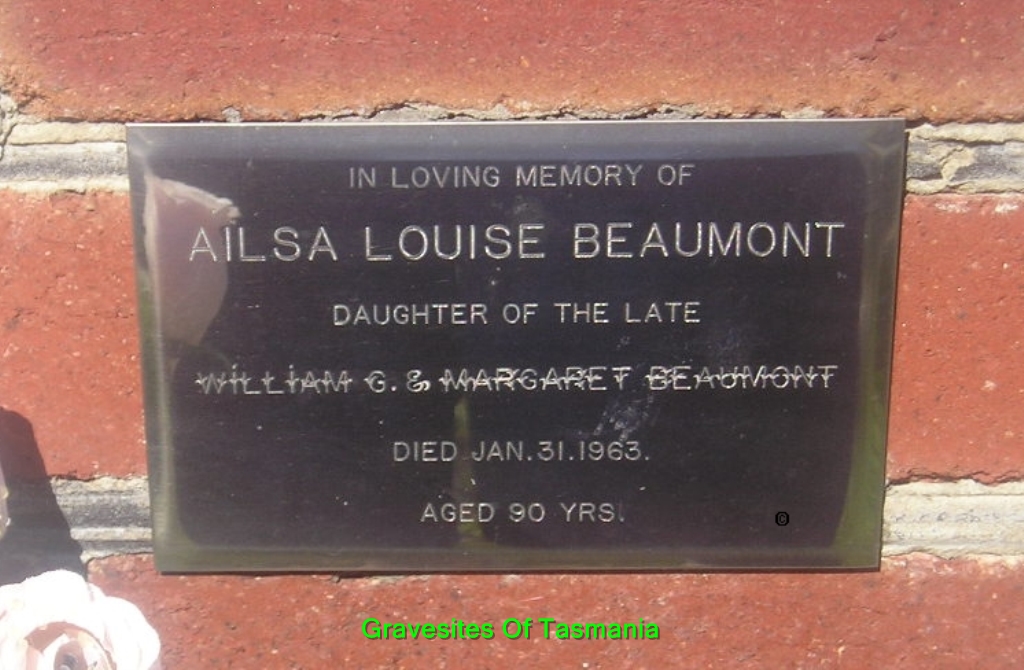 IN LOVING MEMORY OF
AILSA LOUISE BEAUMONT
DAUGHTER OF THE LATE
WILLIAM G. & MARGARET BEAUMONT
DIED JAN. 31. 1963.
AGED 90 YRS.
©
Gravesites Of Tasmania